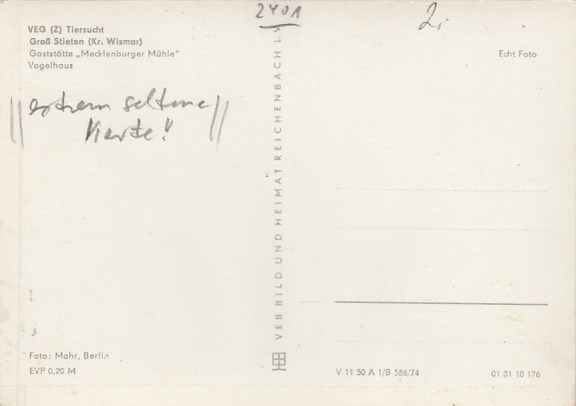 2401
2,
VEG (Z) Tierzucht
Groß Stieten (Kr. Wismar)
Gaststätte „Mecklenburger Mühle"
Vogelhaus
Echt Foto
extrem seltene
Karte!!
VEB BILD UND HEIMAT REICHENBACH I. V.
Foto: Mohr, Berlin
EVP 0,20 M
V 11 50 A 1/B 586/74
01 01 10 176